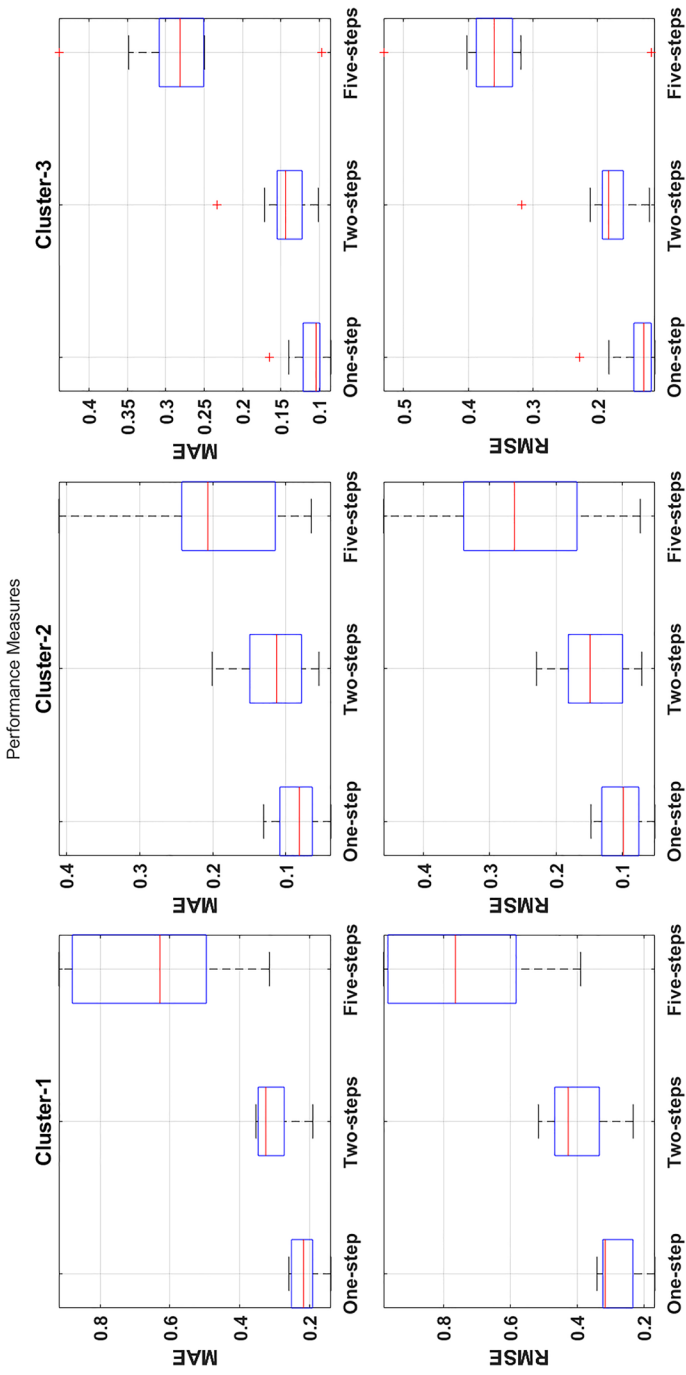 Performance Measures
Cluster-1
MAE
0.8
0.6
0.4
0.2
One-step
Two-steps
Five-steps
Cluster-2
MAE
0.4
0.3
0.2
0.1
One-step
Two-steps
Five-steps
Cluster-3
MAE
0.4
0.35
0.3
0.25
0.2
0.15
0.1
One-step
Two-steps
Five-steps
RMSE
0.8
0.6
0.4
0.2
One-step
Two-steps
Five-steps
RMSE
0.4
0.3
0.2
0.1
One-step
Two-steps
Five-steps
RMSE
0.5
0.4
0.3
0.2
One-step
Two-steps
Five-steps